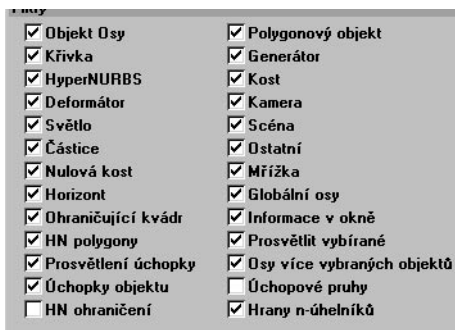 Filtry
Objekt Osy
Polygonový objekt
Křivka
Generátor
HyperNURBS
Kost
Deformátor
Kamera
Světlo
Scéna
Částice
Ostatní
Nulová kost
Mřížka
Horizont
Globální osy
Ohraničující kvádr
Informace v okně
HN polygony
Prosvětlit vybírané
Prosvětlení úchopky
Osy více vybraných objektů
Úchopky objektu
Úchopové pruhy
HN ohraničení
Hrany n-úhelníků